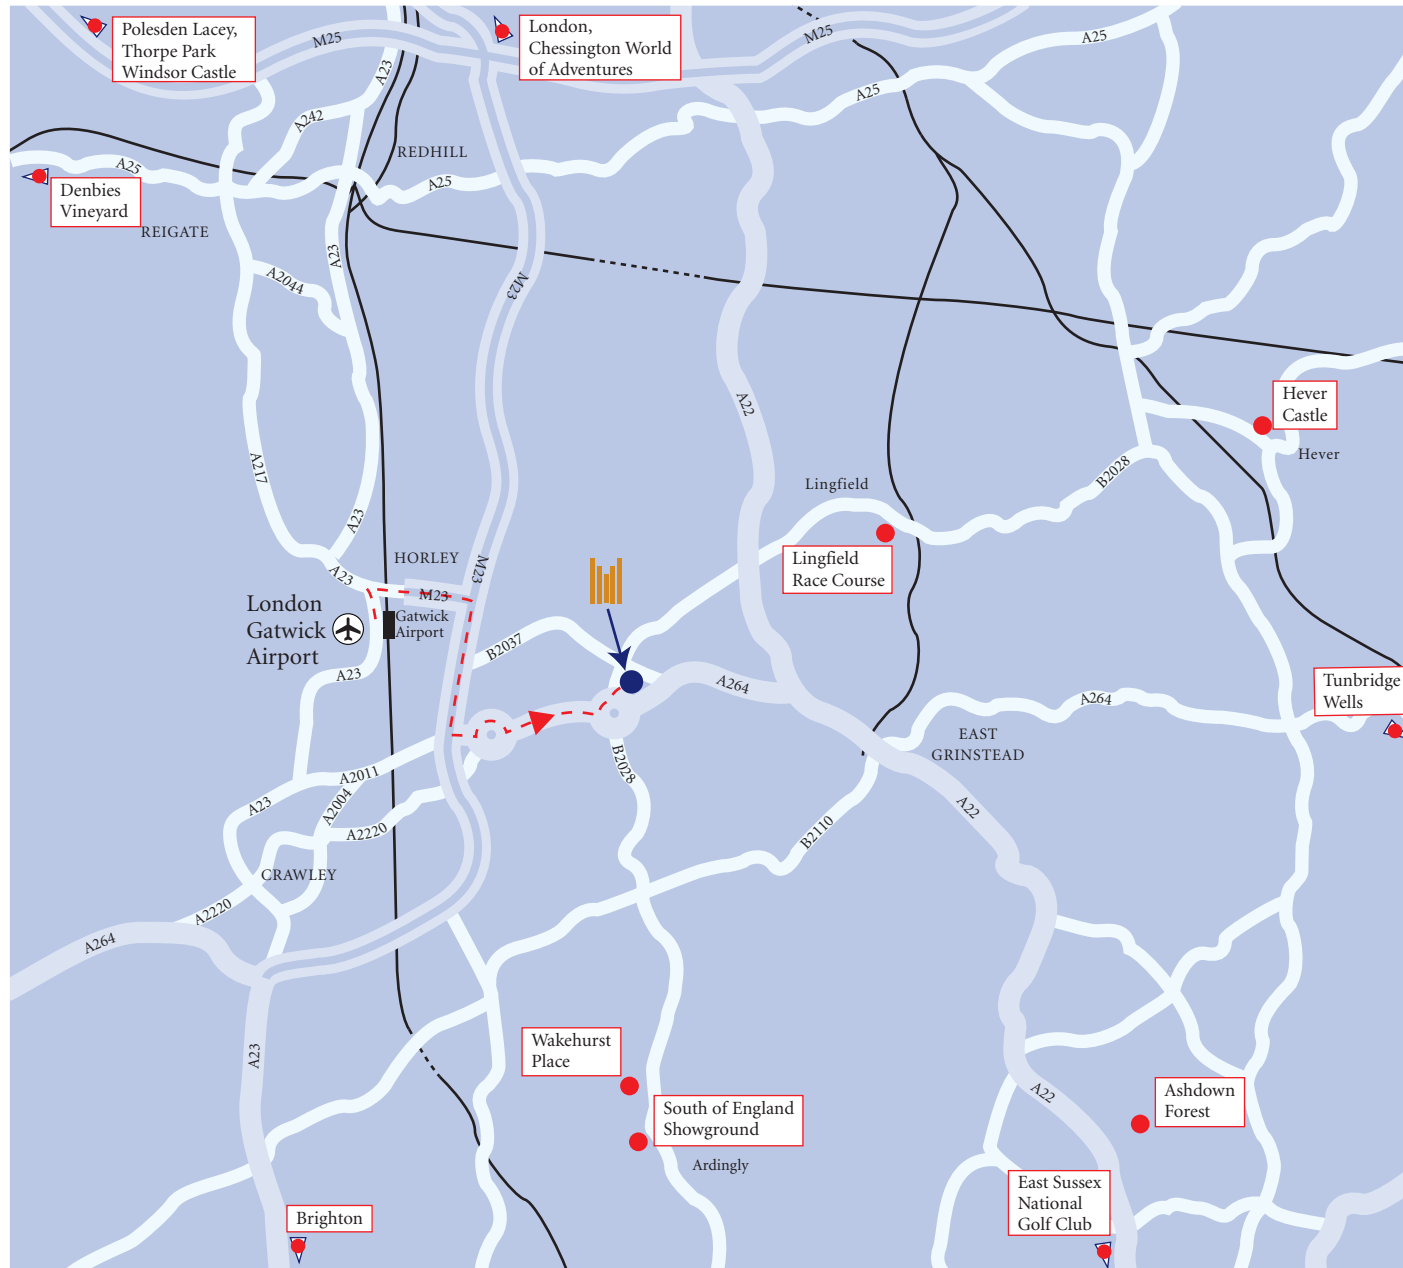 Polesden Lacey,
Thorpe Park
Windsor Castle
M25
A23
London,
Chessington World
of Adventures
M25
A25
A242
A25
REDHILL
A25
A25
Denbies
Vineyard
REIGATE
A23
A2044
M23
A22
Hever
Castle
Hever
A217
A23
Lingfield
B2028
Lingfield
Race Course
HORLEY
A23
M23
M23
London
Gatwick
Airport
Gatwick
Airport
B2037
A23
A264
A264
Tunbridge
Wells
EAST
GRINSTEAD
B2028
A2011
A23
A2004
A2220
A22
B2110
CRAWLEY
A2220
A264
A23
Wakehurst
Place
South of England
Showground
Ardingly
A22
Ashdown
Forest
East Sussex
National
Golf Club
Brighton